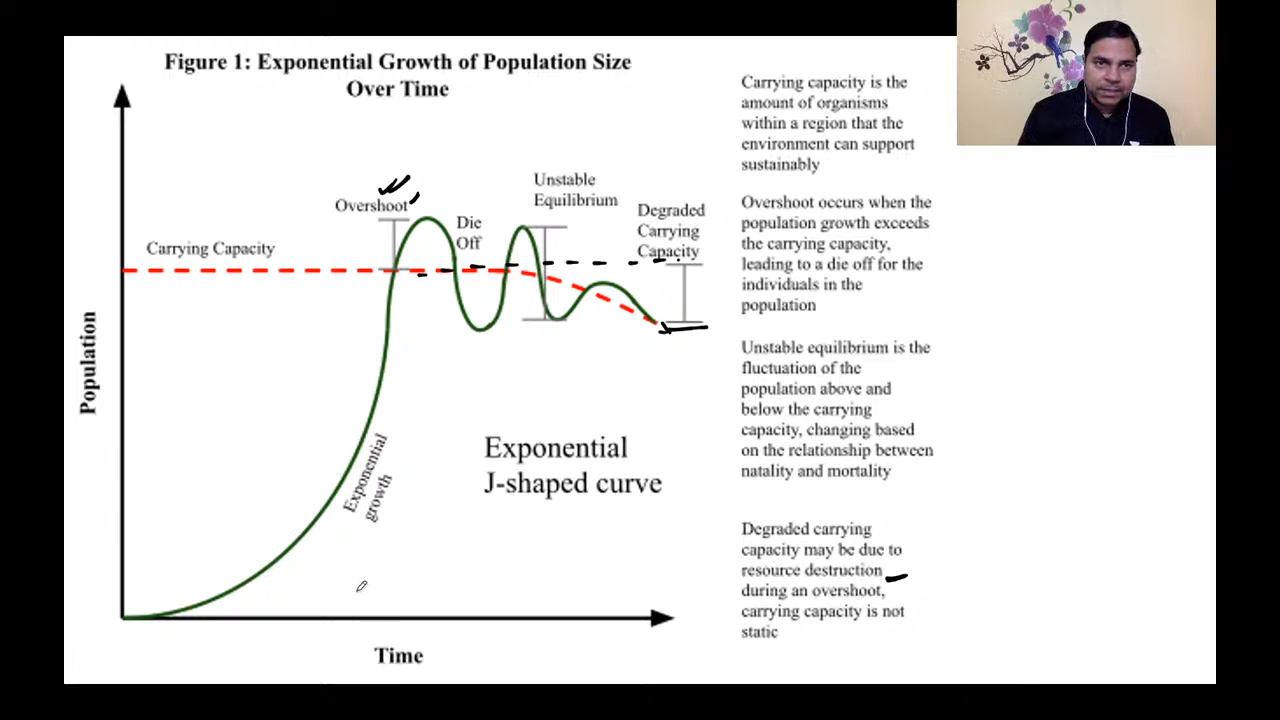 Figure 1: Exponential Growth of Population Size
Over Time
Carrying capacity is the
amount of organisms
within a region that the
environment can support
sustainably
Unstable
Equilibrium
Overshoot
Die
Off
Degraded
Carrying
Capacity
Carrying Capacity
Overshoot occurs when the
population growth exceeds
the carrying capacity,
leading to a die off for the
individuals in the
population
Population
Unstable equilibrium is the
fluctuation of the
population above and
below the carrying
capacity, changing based
on the relationship between
natality and mortality
Exponential
growth
Exponential
J-shaped curve
Degraded carrying
capacity may be due to
resource destruction
during an overshoot,
carrying capacity is not
static
Time